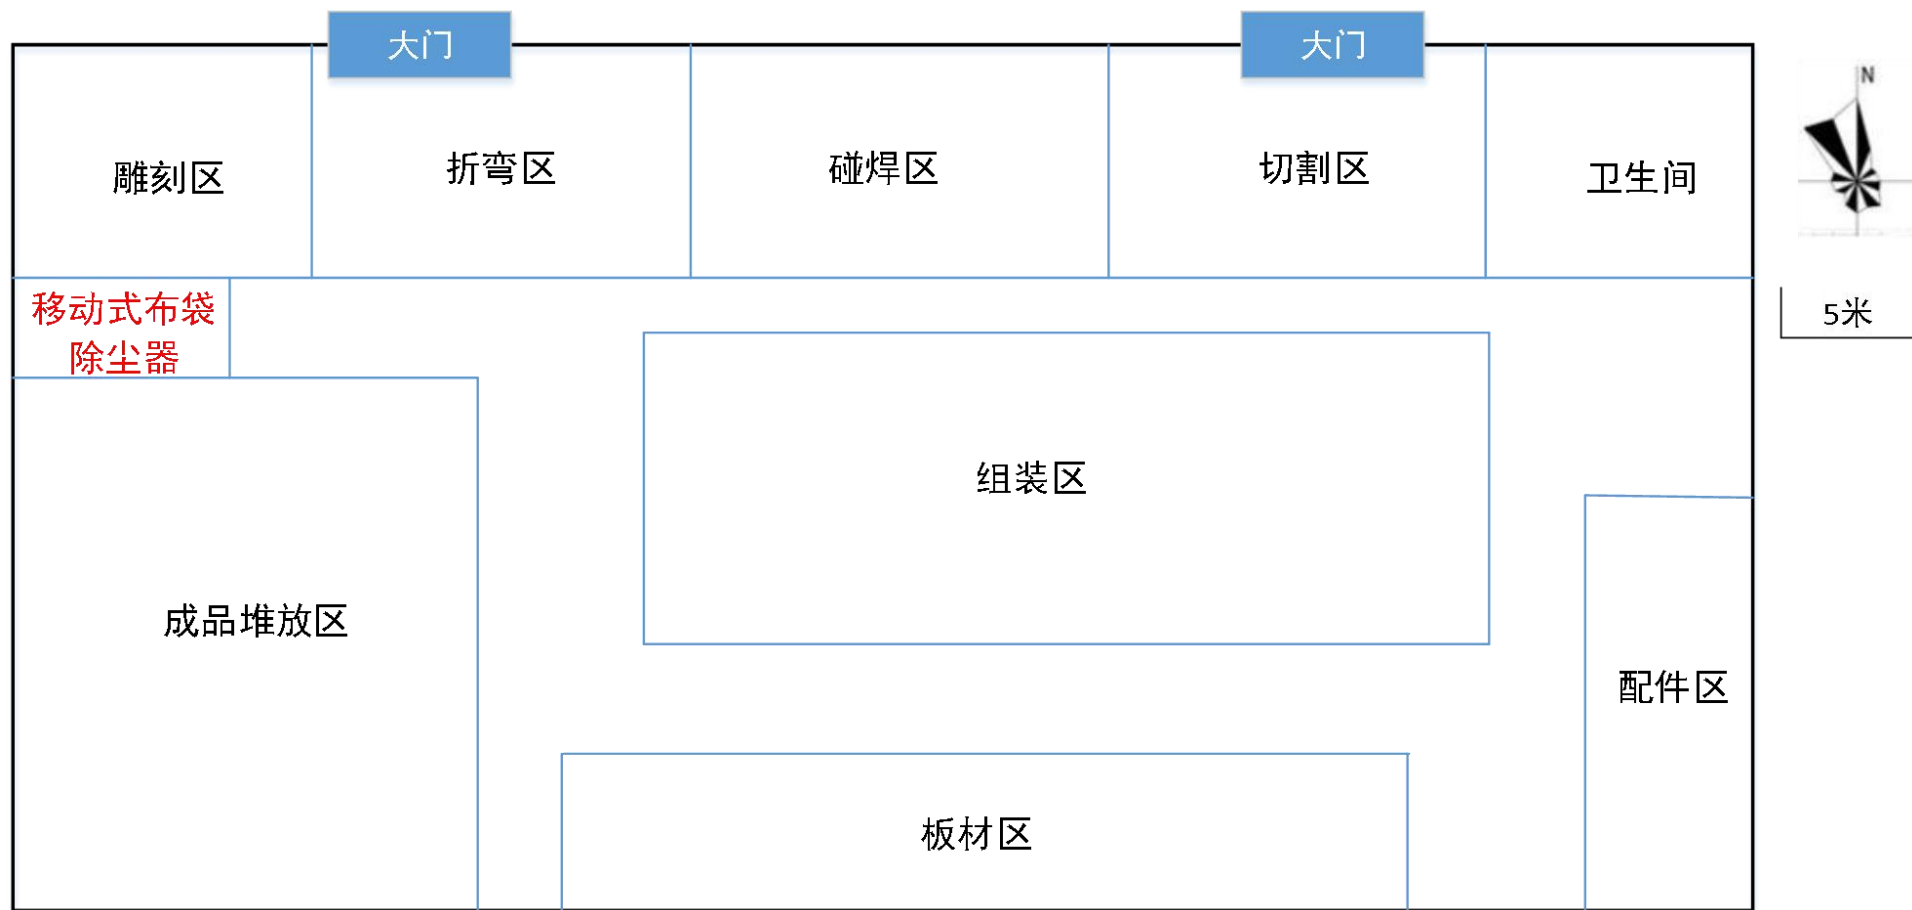 大门
大门
N
雕刻区
折弯区
碰焊区
切割区
卫生间
移动式布袋
除尘器
5米
组装区
成品堆放区
配件区
板材区